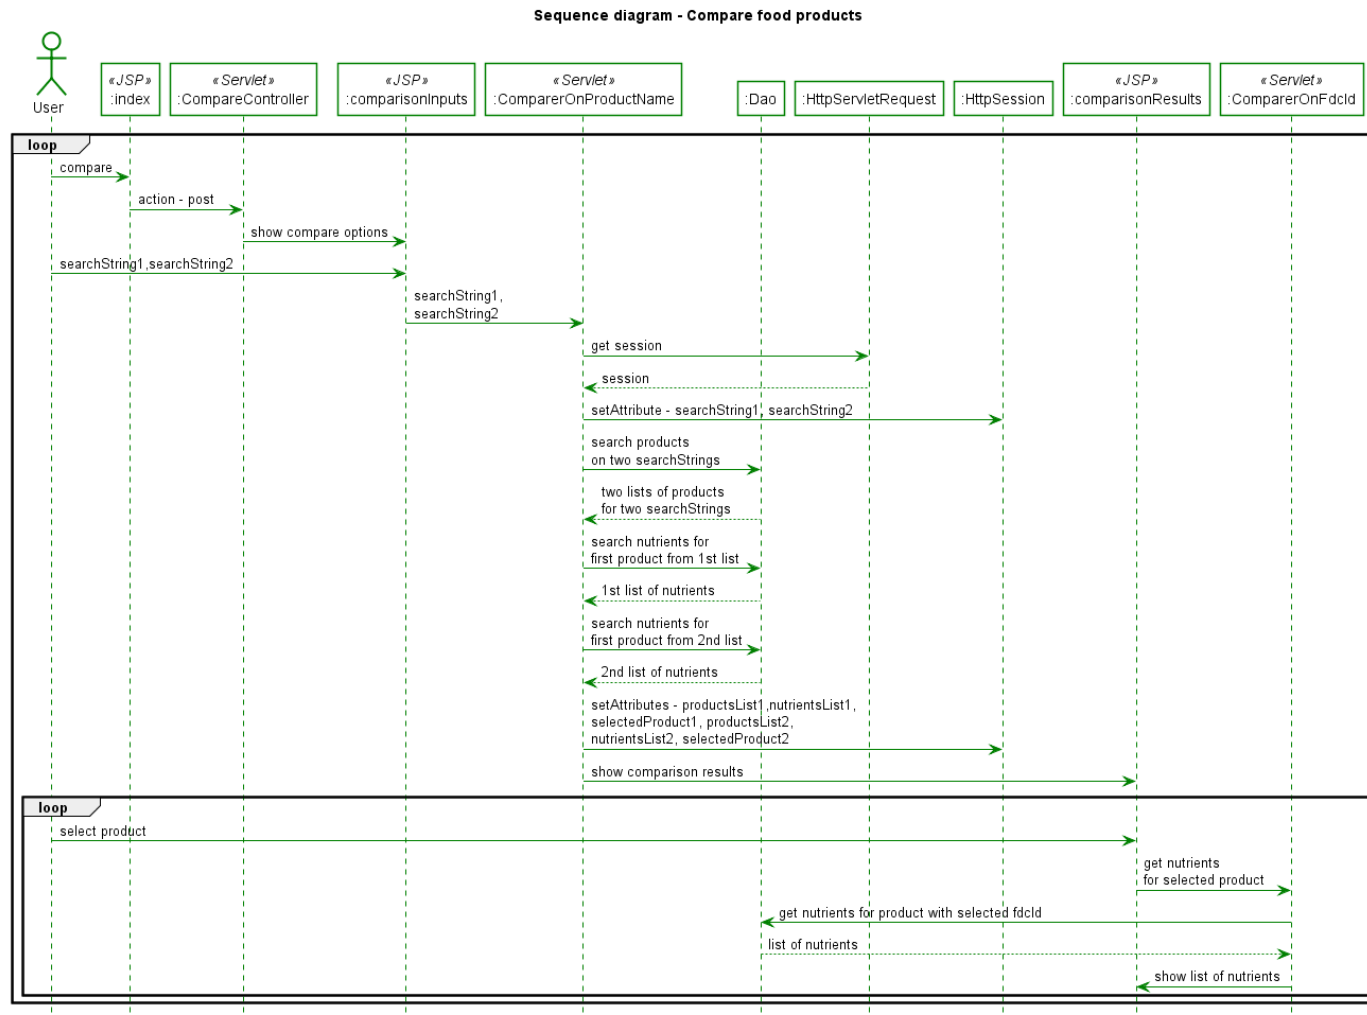 Sequence diagram - Compare food products
User
«JSP»
:index
«Servlet»
:CompareController
«JSP»
:comparisonInputs
«Servlet»
:ComparerOnProductName
:Dao
:HttpServletRequest
:HttpSession
«JSP»
:comparisonResults
«Servlet»
:ComparerOnFdcId
loop
compare
action - post
show compare options
searchString1,searchString2
searchString1,
searchString2
get session
session
setAttribute - searchString1, searchString2
search products
on two searchStrings
two lists of products
for two searchStrings
search nutrients for
first product from 1st list
1st list of nutrients
search nutrients for
first product from 2nd list
2nd list of nutrients
setAttributes - productsList1,nutrientsList1,
selectedProduct1, productsList2,
nutrientsList2, selectedProduct2
show comparison results
loop
select product
get nutrients
for selected product
get nutrients for product with selected fdcId
list of nutrients
show list of nutrients